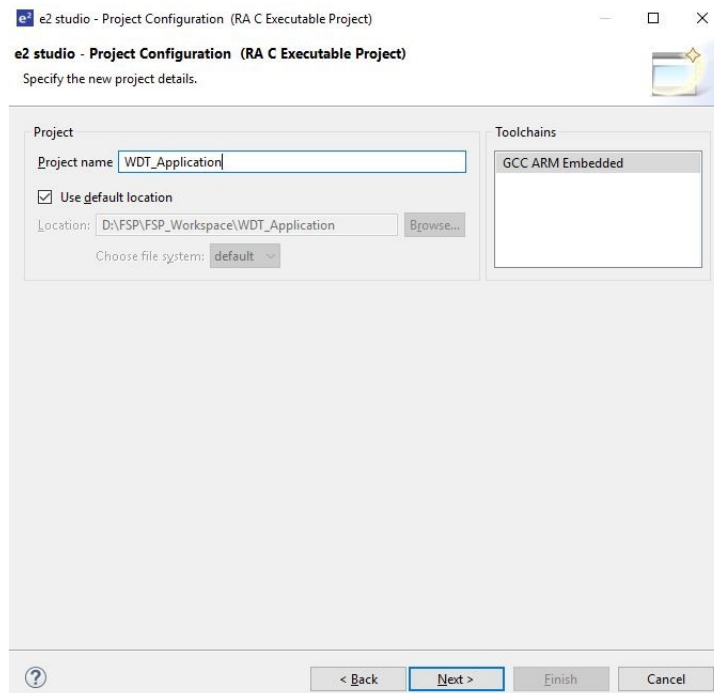 e² e2 studio - Project Configuration (RA C Executable Project)
e2 studio - Project Configuration (RA C Executable Project)
Specify the new project details.
Project
Project name WDT_Application
Use default location
Location: D:\FSP\FSP_Workspace\WDT_Application Browse...
Choose file system: default
Toolchains
GCC ARM Embedded
? < Back Next > Finish Cancel